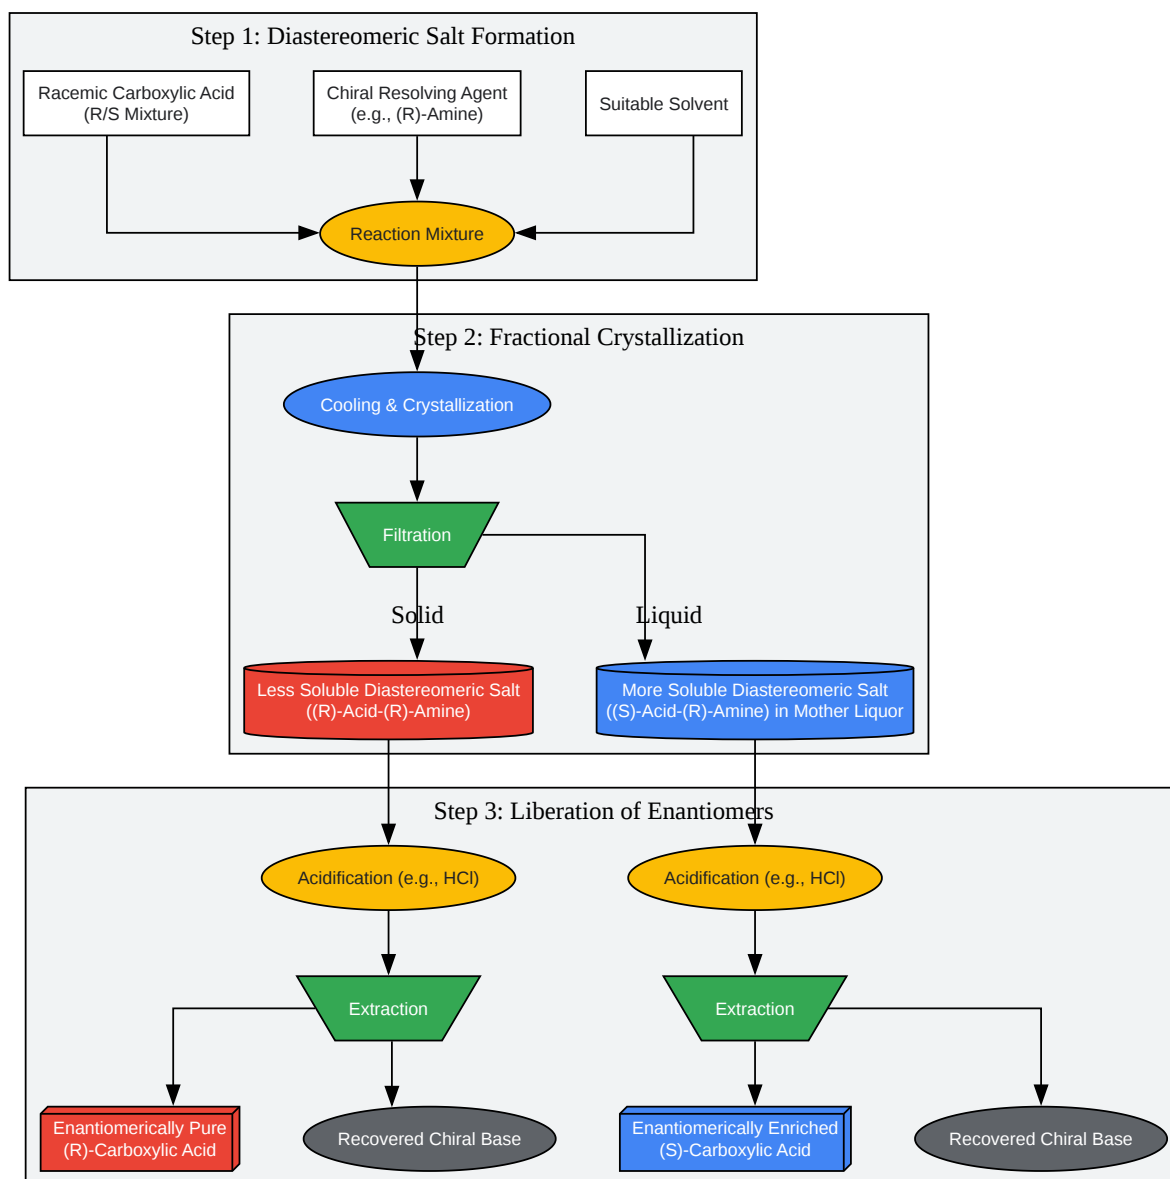 Step 1: Diastereomeric Salt Formation
Racemic Carboxylic Acid
(R/S Mixture)
Chiral Resolving Agent
(e.g., (R)-Amine)
Suitable Solvent
Reaction Mixture
Step 2: Fractional Crystallization
Cooling & Crystallization
Filtration
Solid
Liquid
Less Soluble Diastereomeric Salt
((R)-Acid-(R)-Amine)
More Soluble Diastereomeric Salt
((S)-Acid-(R)-Amine) in Mother Liquor
Step 3: Liberation of Enantiomers
Acidification (e.g., HCl)
Acidification (e.g., HCl)
Extraction
Extraction
Enantiomerically Pure
(R)-Carboxylic Acid
Recovered Chiral Base
Enantiomerically Enriched
(S)-Carboxylic Acid
Recovered Chiral Base